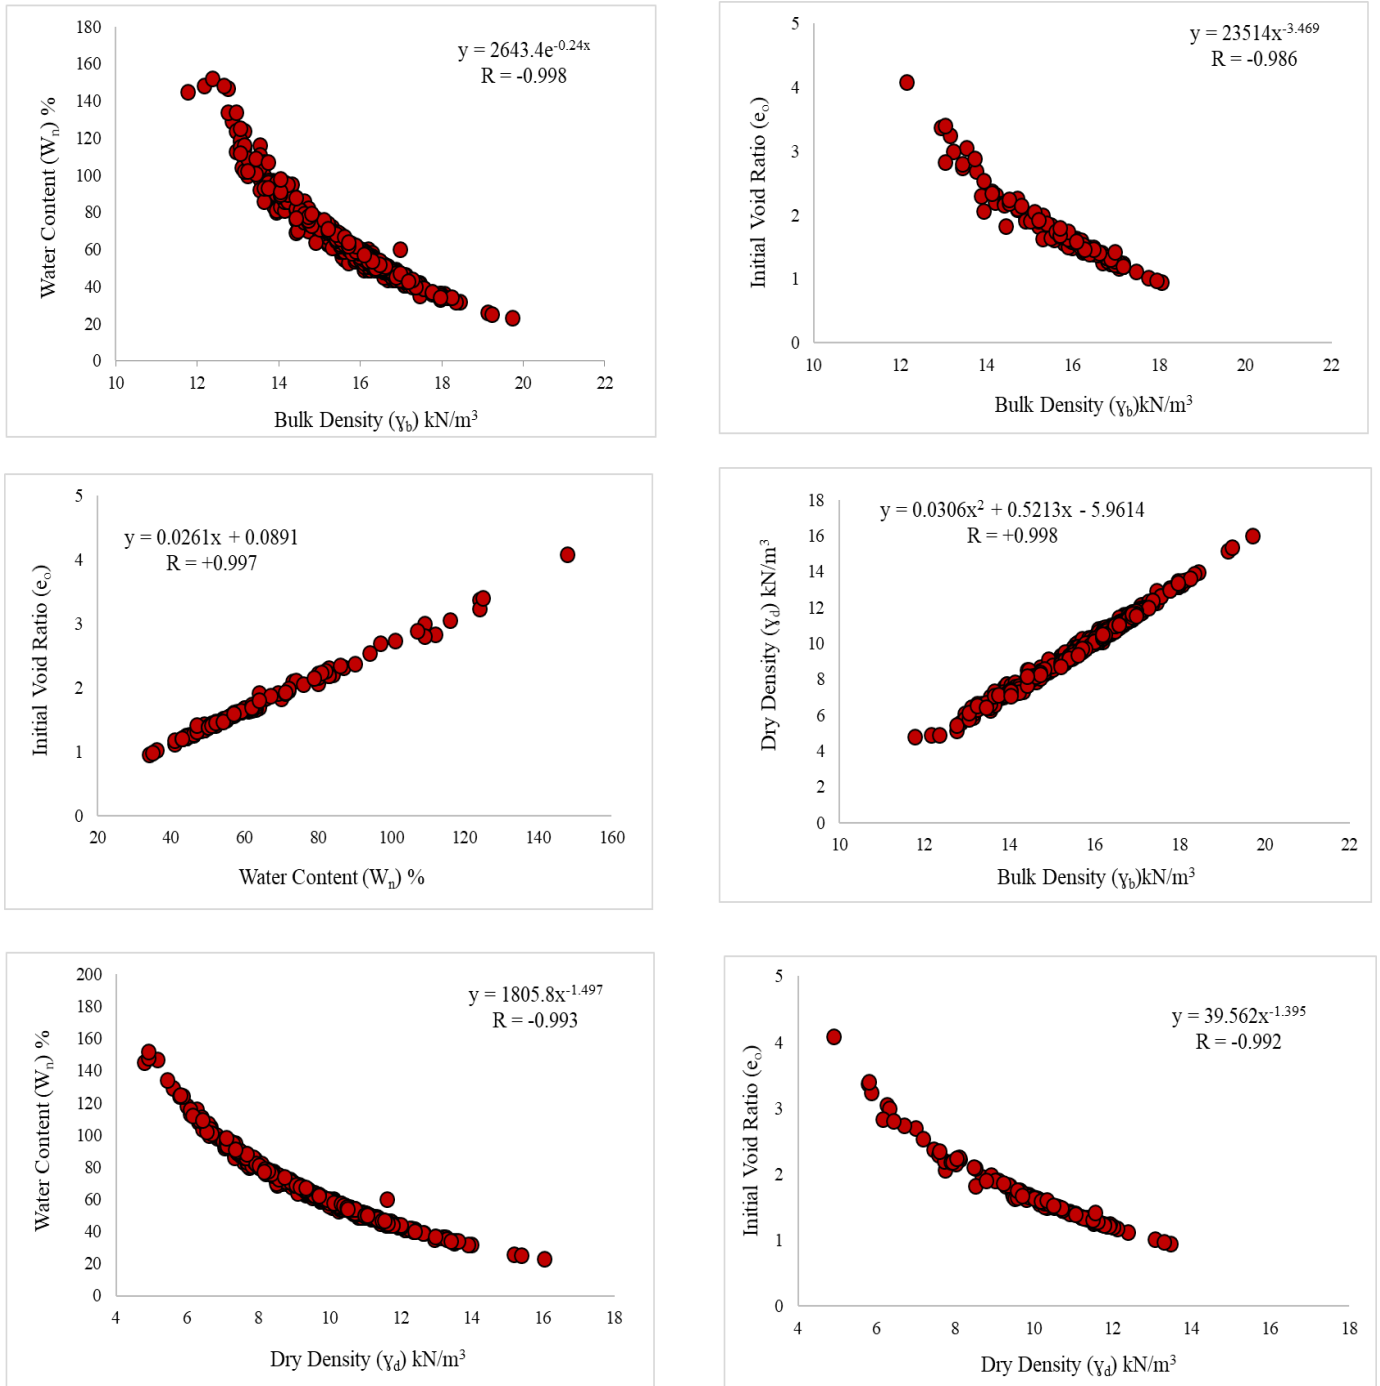 180
160
140
120
100
80
60
40
20
0
10 12 14 16 18 20 22
Water Content (Wₙ) %
Bulk Density (ɣb) kN/m³
y = 2643.4e^-0.24x
R = -0.998
5
4
3
2
1
0
10 12 14 16 18 20 22
Initial Void Ratio (eₒ)
Bulk Density (ɣb)kN/m³
y = 23514x^-3.469
R = -0.986
5
4
3
2
1
0
20 40 60 80 100 120 140 160
Initial Void Ratio (eₒ)
Water Content (Wₙ) %
y = 0.0261x + 0.0891
R = +0.997
18
16
14
12
10
8
6
4
2
0
10 12 14 16 18 20 22
Dry Density (ɣd) kN/m³
Bulk Density (ɣb)kN/m³
y = 0.0306x² + 0.5213x - 5.9614
R = +0.998
200
180
160
140
120
100
80
60
40
20
0
4 6 8 10 12 14 16 18
Water Content (Wₙ) %
Dry Density (ɣd) kN/m³
y = 1805.8x^-1.497
R = -0.993
5
4
3
2
1
0
4 6 8 10 12 14 16 18
Initial Void Ratio (eₒ)
Dry Density (ɣd) kN/m³
y = 39.562x^-1.395
R = -0.992